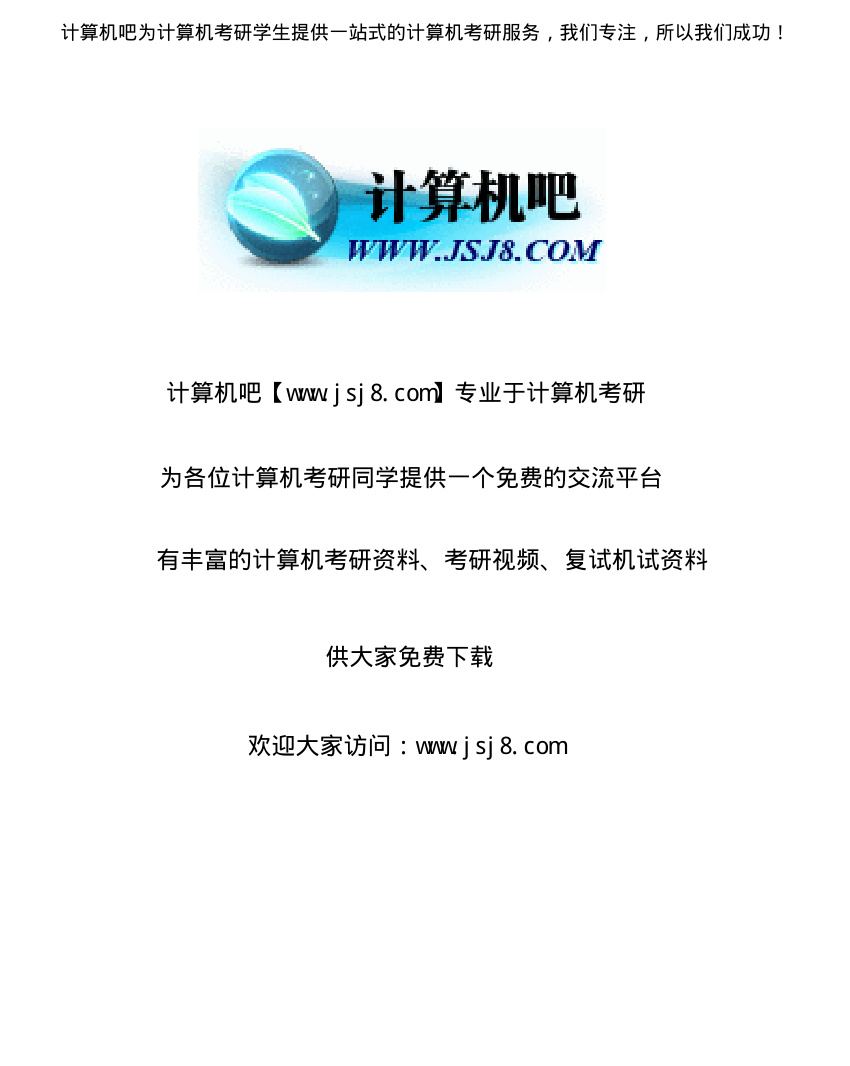 计算机吧为计算机考研学生提供一站式的计算机考研服务，我们专注，所以我们成功！
计算机吧
WWW.JSJ8.COM
计算机吧【www.jsj8.com】专业于计算机考研
为各位计算机考研同学提供一个免费的交流平台
有丰富的计算机考研资料、考研视频、复试机试资料
供大家免费下载
欢迎大家访问：www.jsj8.com